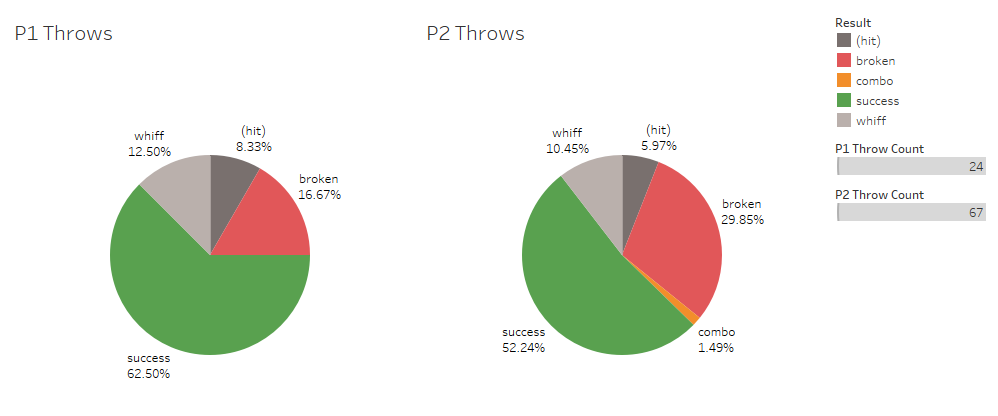 P1 Throws
whiff
12.50%
(hit)
8.33%
broken
16.67%
success
62.50%
P2 Throws
whiff
10.45%
(hit)
5.97%
broken
29.85%
success
52.24%
combo
1.49%
Result
(hit)
broken
combo
success
whiff
P1 Throw Count
24
P2 Throw Count
67